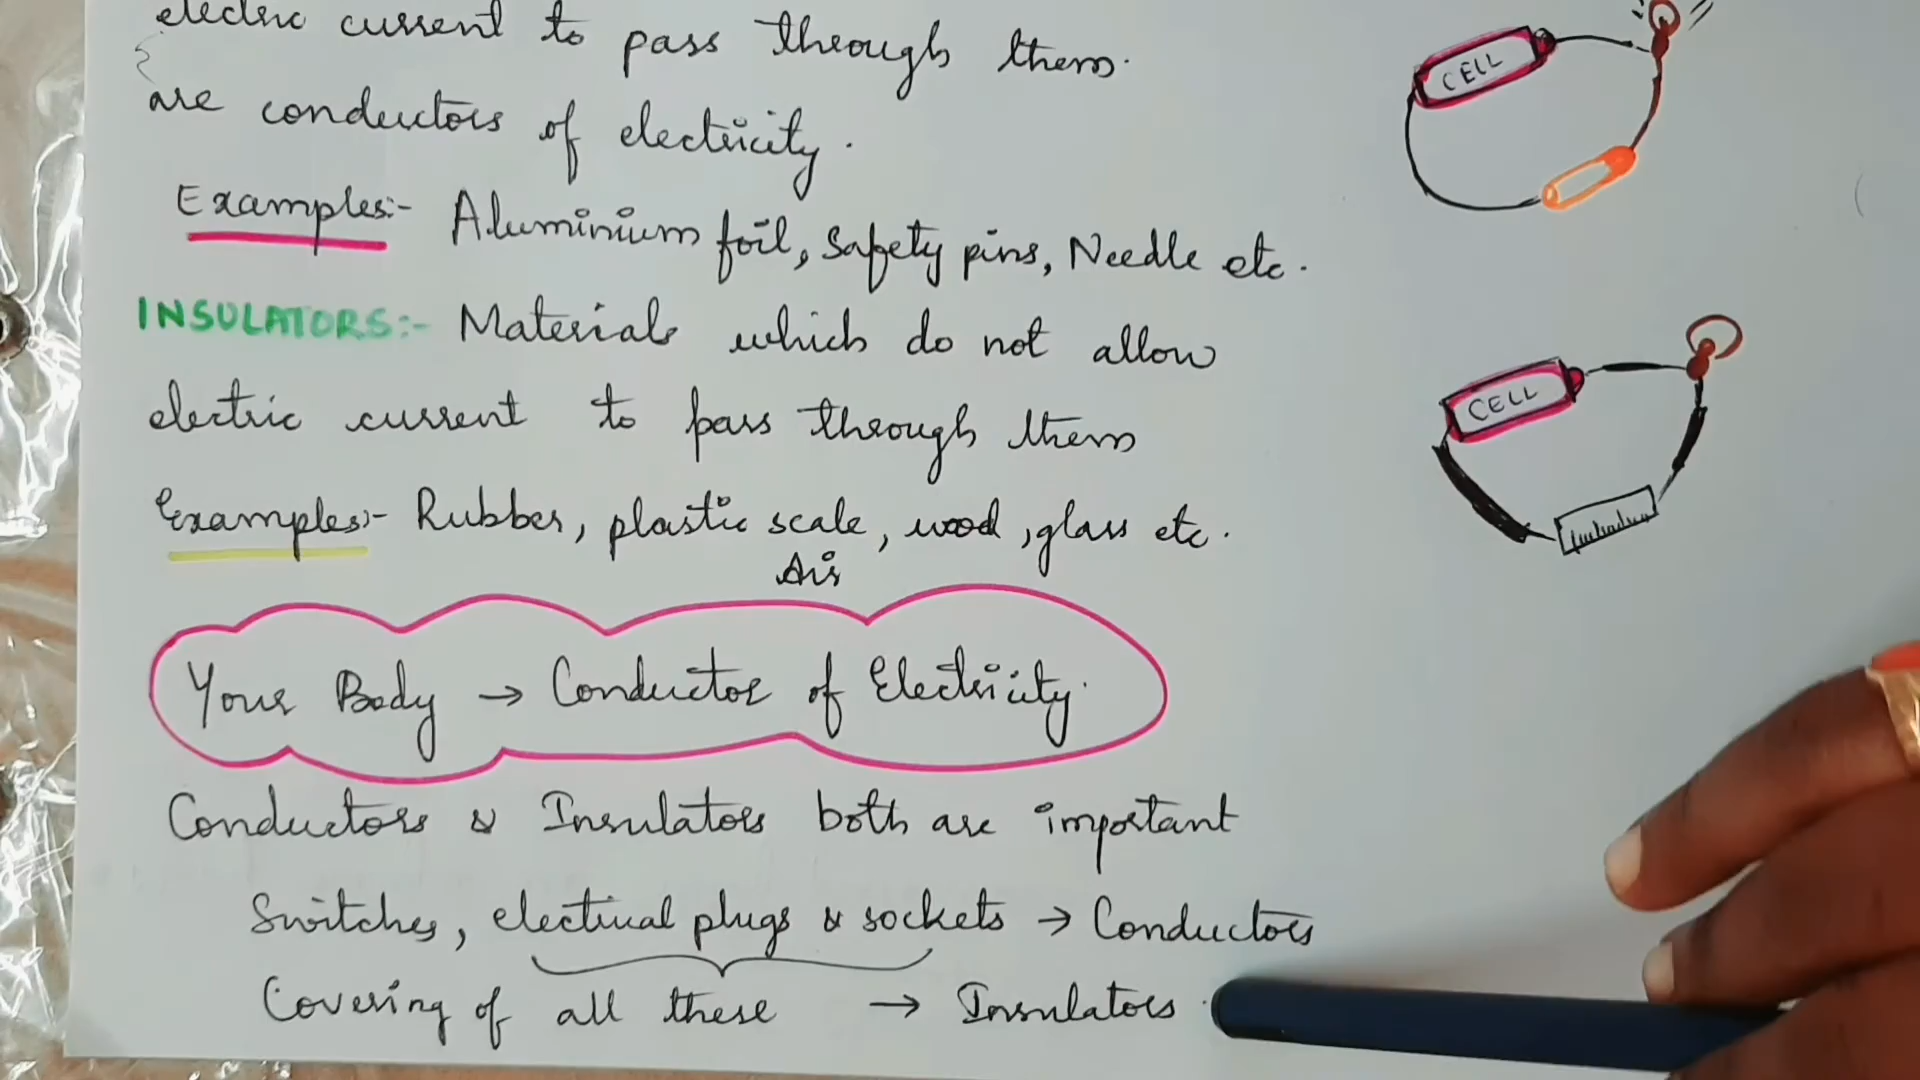 electric current to pass through them.
are conductors of electricity.
Examples:- Aluminium foil, Safety pins, Needle etc.
INSULATORS:- Materials which do not allow
electric current to pass through them
Examples:- Rubber, plastic scale, wood, glass etc.
Air
Your Body → Conductor of Electricity.
Conductors & Insulators both are important
Switches, electrical plugs & sockets → Conductors
Covering of all these → Insulators
CELL
CELL